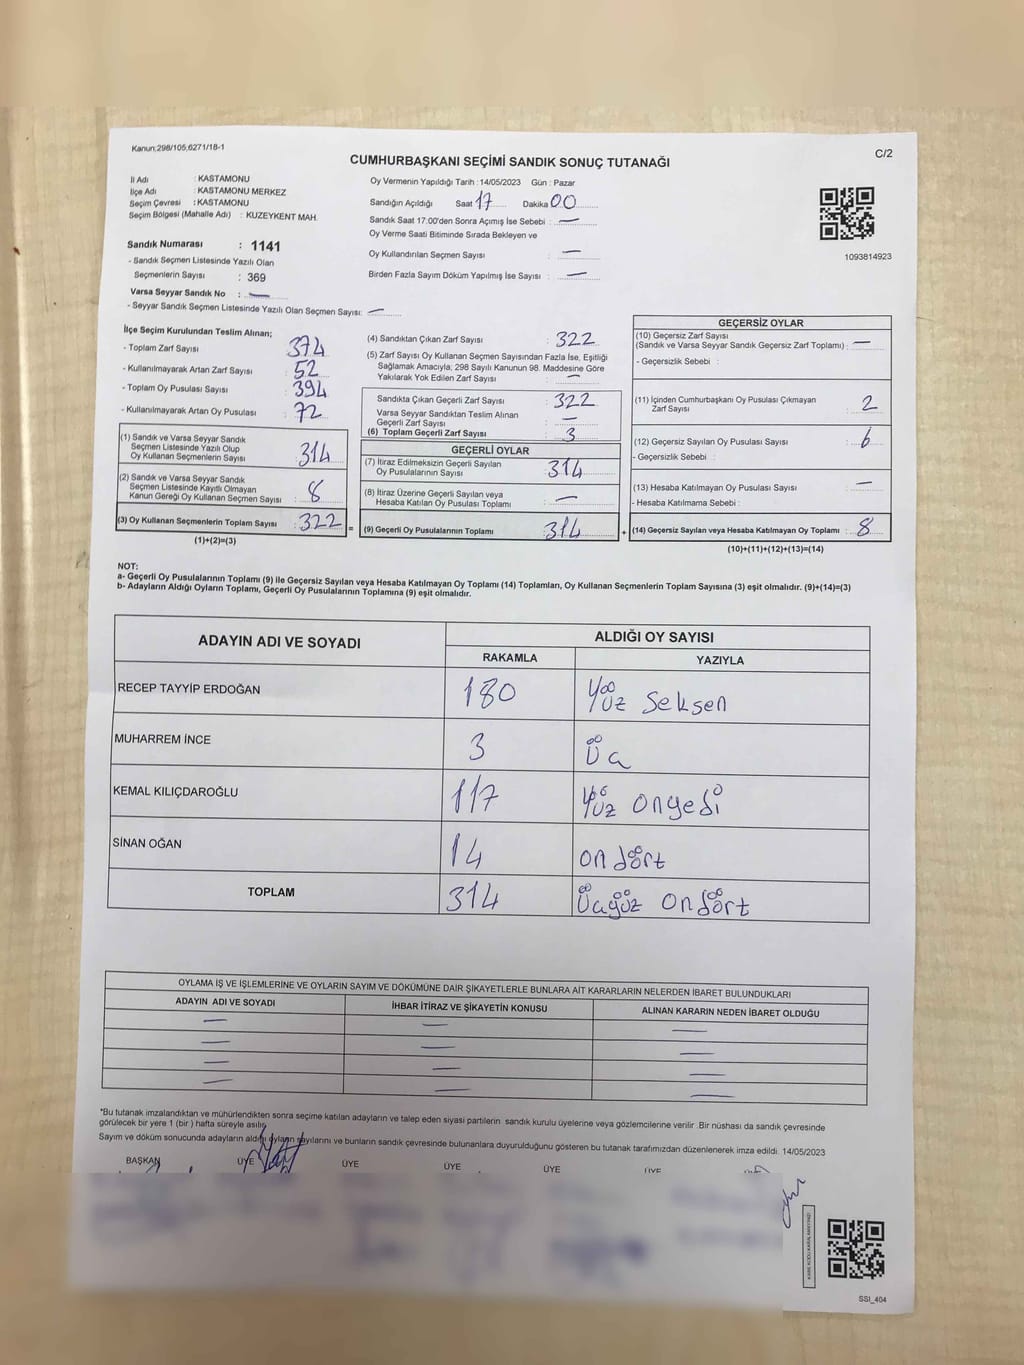 Kanun:298/105,6271/18-1
C/2
CUMHURBAŞKANI SEÇİMİ SANDIK SONUÇ TUTANAĞI
İl Adı : KASTAMONU
İlçe Adı : KASTAMONU MERKEZ
Seçim Çevresi : KASTAMONU
Seçim Bölgesi (Mahalle Adı) : KUZEYKENT MAH.
Sandık Numarası : 1141
- Sandık Seçmen Listesinde Yazılı Olan
Seçmenlerin Sayısı : 369
Varsa Seyyar Sandık No : —
- Seyyar Sandık Seçmen Listesinde Yazılı Olan Seçmen Sayısı: —
Oy Vermenin Yapıldığı Tarih : 14/05/2023 Gün : Pazar
Sandığın Açıldığı Saat 17 Dakika 00
Sandık Saat 17:00'den Sonra Açımış İse Sebebi : —
Oy Verme Saati Bitiminde Sırada Bekleyen ve
Oy Kullandırılan Seçmen Sayısı : —
Birden Fazla Sayım Döküm Yapılmış İse Sayısı : —
1093814923
İlçe Seçim Kurulundan Teslim Alınan;
- Toplam Zarf Sayısı : 374
- Kullanılmayarak Artan Zarf Sayısı : 52
- Toplam Oy Pusulası Sayısı : 394
- Kullanılmayarak Artan Oy Pusulası : 72
(1) Sandık ve Varsa Seyyar Sandık
Seçmen Listesinde Yazılı Olup
Oy Kullanan Seçmenlerin Sayısı : 314
(2) Sandık ve Varsa Seyyar Sandık
Seçmen Listesinde Kayıtlı Olmayan
Kanun Gereği Oy Kullanan Seçmen Sayısı : 8
(3) Oy Kullanan Seçmenlerin Toplam Sayısı : 322
(1)+(2)=(3)
=
(4) Sandıktan Çıkan Zarf Sayısı : 322
(5) Zarf Sayısı Oy Kullanan Seçmen Sayısından Fazla İse, Eşitliği
Sağlamak Amacıyla; 298 Sayılı Kanunun 98. Maddesine Göre
Yakılarak Yok Edilen Zarf Sayısı : —
Sandıkta Çıkan Geçerli Zarf Sayısı : 322
Varsa Seyyar Sandıktan Teslim Alınan
Geçerli Zarf Sayısı : —
(6) Toplam Geçerli Zarf Sayısı : 3
GEÇERLİ OYLAR
(7) İtiraz Edilmeksizin Geçerli Sayılan
Oy Pusulalarının Sayısı : 314
(8) İtiraz Üzerine Geçerli Sayılan veya
Hesaba Katılan Oy Pusulası Toplamı : —
(9) Geçerli Oy Pusulalarının Toplamı : 314
+
GEÇERSİZ OYLAR
(10) Geçersiz Zarf Sayısı
(Sandık ve Varsa Seyyar Sandık Geçersiz Zarf Toplamı) : —
- Geçersizlik Sebebi :
(11) İçinden Cumhurbaşkanı Oy Pusulası Çıkmayan
Zarf Sayısı : 2
(12) Geçersiz Sayılan Oy Pusulası Sayısı : 6
- Geçersizlik Sebebi :
(13) Hesaba Katılmayan Oy Pusulası Sayısı : —
- Hesaba Katılmama Sebebi :
(14) Geçersiz Sayılan veya Hesaba Katılmayan Oy Toplamı : 8
(10)+(11)+(12)+(13)=(14)
NOT:
a- Geçerli Oy Pusulalarının Toplamı (9) ile Geçersiz Sayılan veya Hesaba Katılmayan Oy Toplamı (14) Toplamları, Oy Kullanan Seçmenlerin Toplam Sayısına (3) eşit olmalıdır. (9)+(14)=(3)
b- Adayların Aldığı Oyların Toplamı, Geçerli Oy Pusulalarının Toplamına (9) eşit olmalıdır.
ADAYIN ADI VE SOYADI
ALDIĞI OY SAYISI
RAKAMLA YAZIYLA
RECEP TAYYİP ERDOĞAN 180 Yüz Seksen
MUHARREM İNCE 3 Üç
KEMAL KILIÇDAROĞLU 117 Yüz onyedi
SİNAN OĞAN 14 on dört
TOPLAM 314 Üçyüz ondört
OYLAMA İŞ VE İŞLEMLERİNE VE OYLARIN SAYIM VE DÖKÜMÜNE DAİR ŞİKAYETLERLE BUNLARA AİT KARARLARIN NELERDEN İBARET BULUNDUKLARI
ADAYIN ADI VE SOYADI İHBAR İTİRAZ VE ŞİKAYETİN KONUSU ALINAN KARARIN NEDEN İBARET OLDUĞU
— — —
— — —
— — —
— — —
*Bu tutanak imzalandıktan ve mühürlendikten sonra seçime katılan adayların ve talep eden siyasi partilerin sandık kurulu üyelerine veya gözlemcilerine verilir. Bir nüshası da sandık çevresinde
görülecek bir yere 1 (bir ) hafta süreyle asılır.
Sayım ve döküm sonucunda adayların aldığı oyların sayılarını ve bunların sandık çevresinde bulunanlara duyurulduğunu gösteren bu tutanak tarafımızdan düzenlenerek imza edildi. 14/05/2023
BAŞKAN ÜYE ÜYE ÜYE ÜYE ÜYE
SSI_404